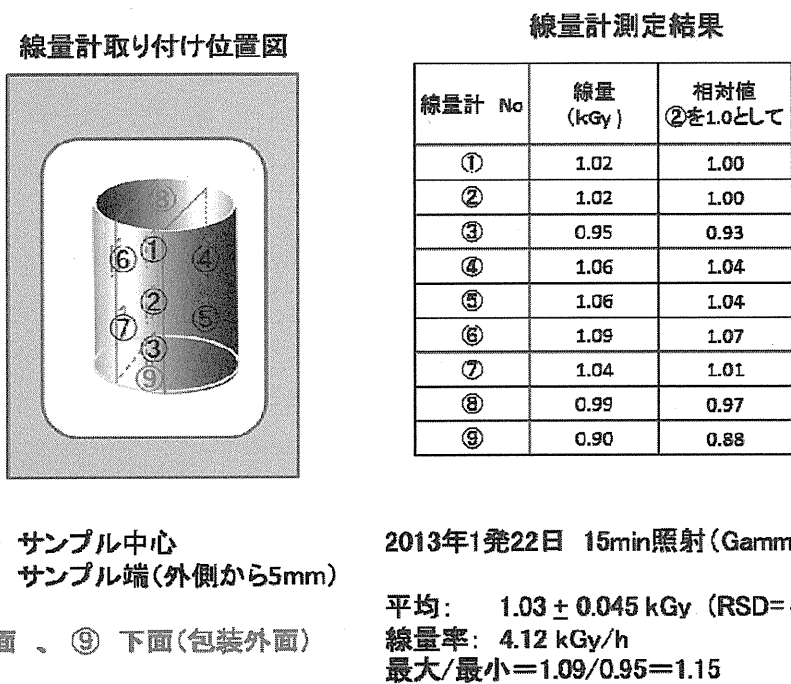 線量計取り付け位置図
⑧
⑥ ① ④
②
⑦ ⑤
③
⑨
サンプル中心
サンプル端(外側から5mm)
面 、⑨ 下面(包装外面)
線量計測定結果
線量計 No 線量(kGy) 相対値②を1.0として
① 1.02 1.00
② 1.02 1.00
③ 0.95 0.93
④ 1.06 1.04
⑤ 1.06 1.04
⑥ 1.09 1.07
⑦ 1.04 1.01
⑧ 0.99 0.97
⑨ 0.90 0.88
2013年1発22日 15min照射(Gamm
平均: 1.03 ± 0.045 kGy (RSD=
線量率: 4.12 kGy/h
最大/最小=1.09/0.95=1.15